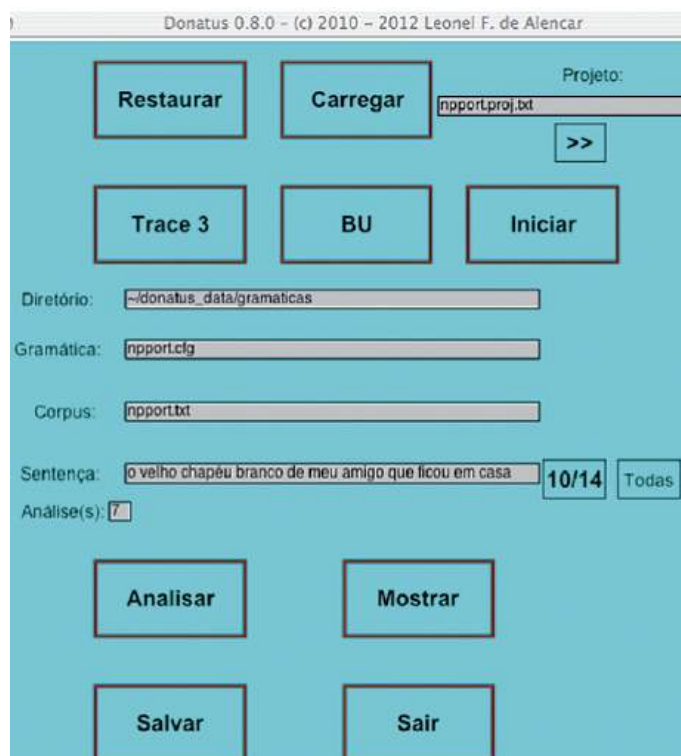 Donatus 0.8.0 – (c) 2010 – 2012 Leonel F. de Alencar
Projeto:
Restaurar Carregar npport.proj.txt
>>
Trace 3 BU Iniciar
Diretório: ~/donatus_data/gramaticas
Gramática: npport.cfg
Corpus: npport.txt
Sentença: o velho chapéu branco de meu amigo que ficou em casa 10/14 Todas
Análise(s): 7
Analisar Mostrar
Salvar Sair